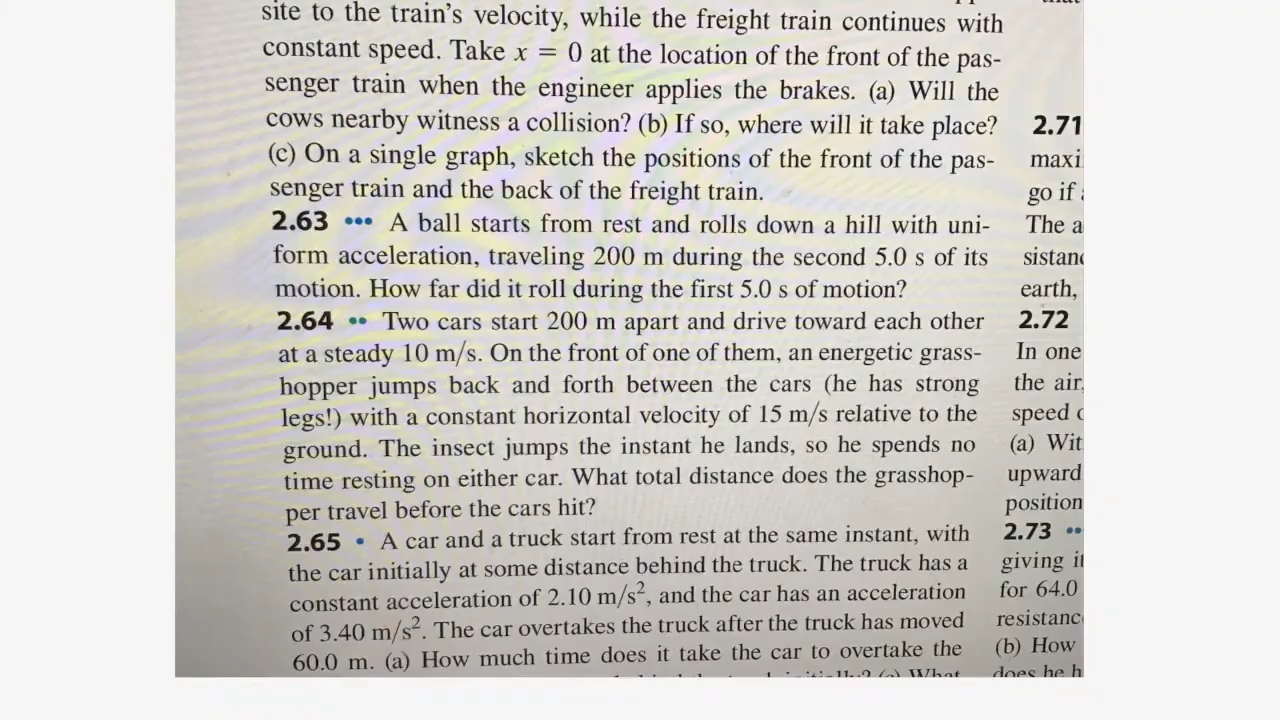 site to the train's velocity, while the freight train continues with
constant speed. Take x = 0 at the location of the front of the pas-
senger train when the engineer applies the brakes. (a) Will the
cows nearby witness a collision? (b) If so, where will it take place?
(c) On a single graph, sketch the positions of the front of the pas-
senger train and the back of the freight train.
2.63 ••• A ball starts from rest and rolls down a hill with uni-
form acceleration, traveling 200 m during the second 5.0 s of its
motion. How far did it roll during the first 5.0 s of motion?
2.64 •• Two cars start 200 m apart and drive toward each other
at a steady 10 m/s. On the front of one of them, an energetic grass-
hopper jumps back and forth between the cars (he has strong
legs!) with a constant horizontal velocity of 15 m/s relative to the
ground. The insect jumps the instant he lands, so he spends no
time resting on either car. What total distance does the grasshop-
per travel before the cars hit?
2.65 • A car and a truck start from rest at the same instant, with
the car initially at some distance behind the truck. The truck has a
constant acceleration of 2.10 m/s², and the car has an acceleration
of 3.40 m/s². The car overtakes the truck after the truck has moved
60.0 m. (a) How much time does it take the car to overtake the
What
2.71
maxi
go if
The a
sistanc
earth,
2.72
In one
the air,
speed
(a) Wit
upward
position
2.73 ••
giving it
for 64.0
resistanc
(b) How
does he h